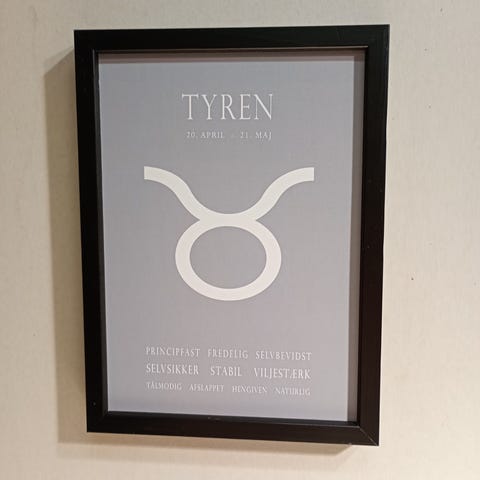 TYREN
20. APRIL - 21. MAJ
PRINCIPFAST FREDELIG SELVBEVIDST
SELVSIKKER STABIL VILJESTÆRK
TÅLMODIG AFSLAPPET HENGIVEN NATURLIG